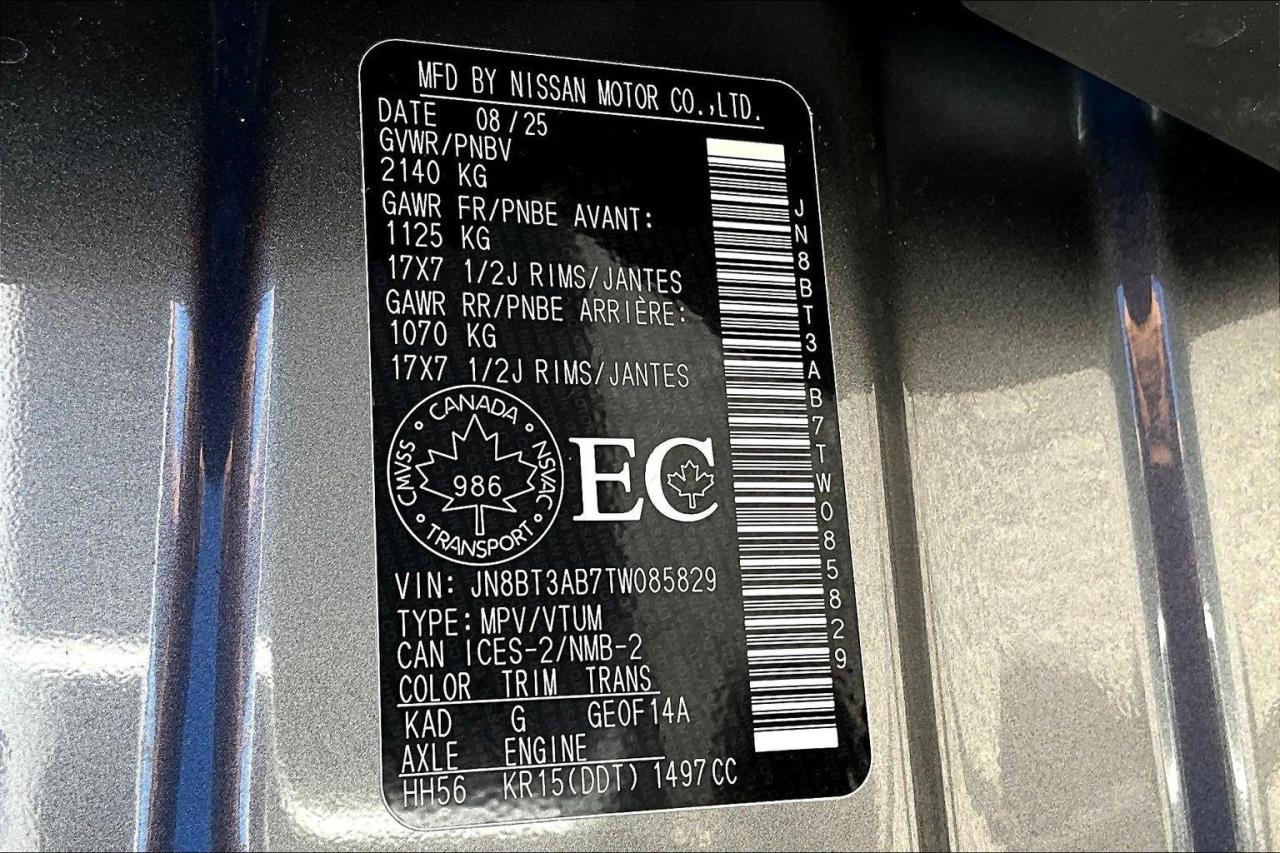 MFD BY NISSAN MOTOR CO.,LTD.
DATE 08/25
GVWR/PNBV
2140 KG
GAWR FR/PNBE AVANT:
1125 KG
17X7 1/2J RIMS/JANTES
GAWR RR/PNBE ARRIÈRE:
1070 KG
17X7 1/2J RIMS/JANTES
CANADA
CMVSS
986
NSVAC
TRANSPORT
EC
VIN: JN8BT3AB7TW085829
TYPE: MPV/VTUM
CAN ICES-2/NMB-2
COLOR TRIM TRANS
KAD G GEOF14A
AXLE ENGINE
HH56 KR15(DDT) 1497CC
JN8BT3AB7TW085829